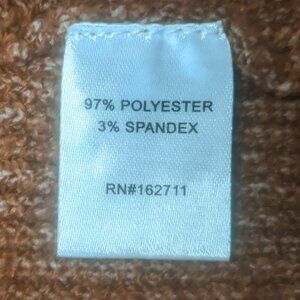 97% POLYESTER
3% SPANDEX
RN#162711